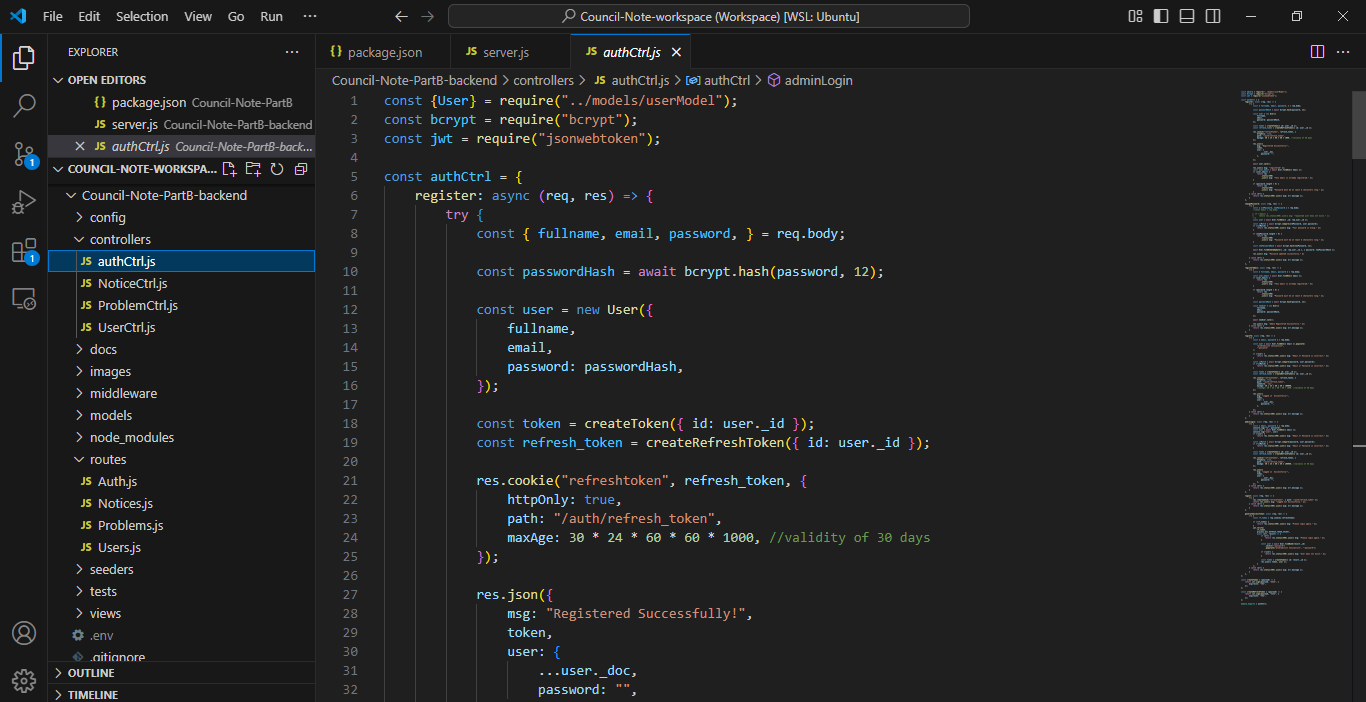 File Edit Selection View Go Run ··· Council-Note-workspace (Workspace) [WSL: Ubuntu]
EXPLORER ···
OPEN EDITORS
{} package.json Council-Note-PartB
JS server.js Council-Note-PartB-backend
JS authCtrl.js Council-Note-PartB-back...
COUNCIL-NOTE-WORKSPA...
Council-Note-PartB-backend
config
controllers
JS authCtrl.js
JS NoticeCtrl.js
JS ProblemCtrl.js
JS UserCtrl.js
docs
images
middleware
models
node_modules
routes
JS Auth.js
JS Notices.js
JS Problems.js
JS Users.js
seeders
tests
views
.env
.gitignore
OUTLINE
TIMELINE
1
1
{} package.json JS server.js JS authCtrl.js
Council-Note-PartB-backend > controllers > JS authCtrl.js > authCtrl > adminLogin
1 const {User} = require("../models/userModel");
2 const bcrypt = require("bcrypt");
3 const jwt = require("jsonwebtoken");
4
5 const authCtrl = {
6 register: async (req, res) => {
7 try {
8 const { fullname, email, password, } = req.body;
9
10 const passwordHash = await bcrypt.hash(password, 12);
11
12 const user = new User({
13 fullname,
14 email,
15 password: passwordHash,
16 });
17
18 const token = createToken({ id: user._id });
19 const refresh_token = createRefreshToken({ id: user._id });
20
21 res.cookie("refreshtoken", refresh_token, {
22 httpOnly: true,
23 path: "/auth/refresh_token",
24 maxAge: 30 * 24 * 60 * 60 * 1000, //validity of 30 days
25 });
26
27 res.json({
28 msg: "Registered Successfully!",
29 token,
30 user: {
31 ...user._doc,
32 password: "",